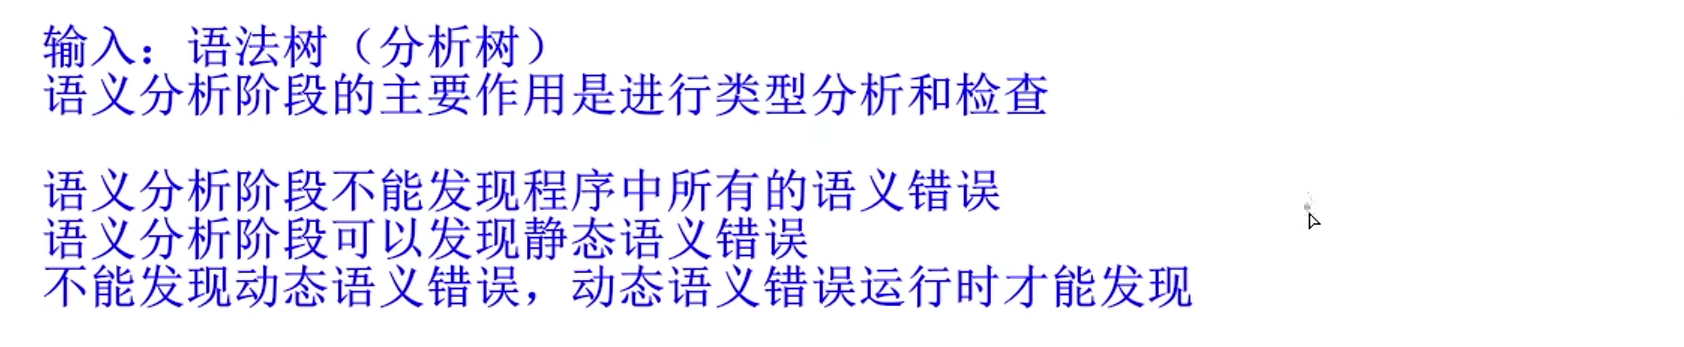 输入：语法树（分析树）
语义分析阶段的主要作用是进行类型分析和检查
语义分析阶段不能发现程序中所有的语义错误
语义分析阶段可以发现静态语义错误
不能发现动态语义错误，动态语义错误运行时才能发现